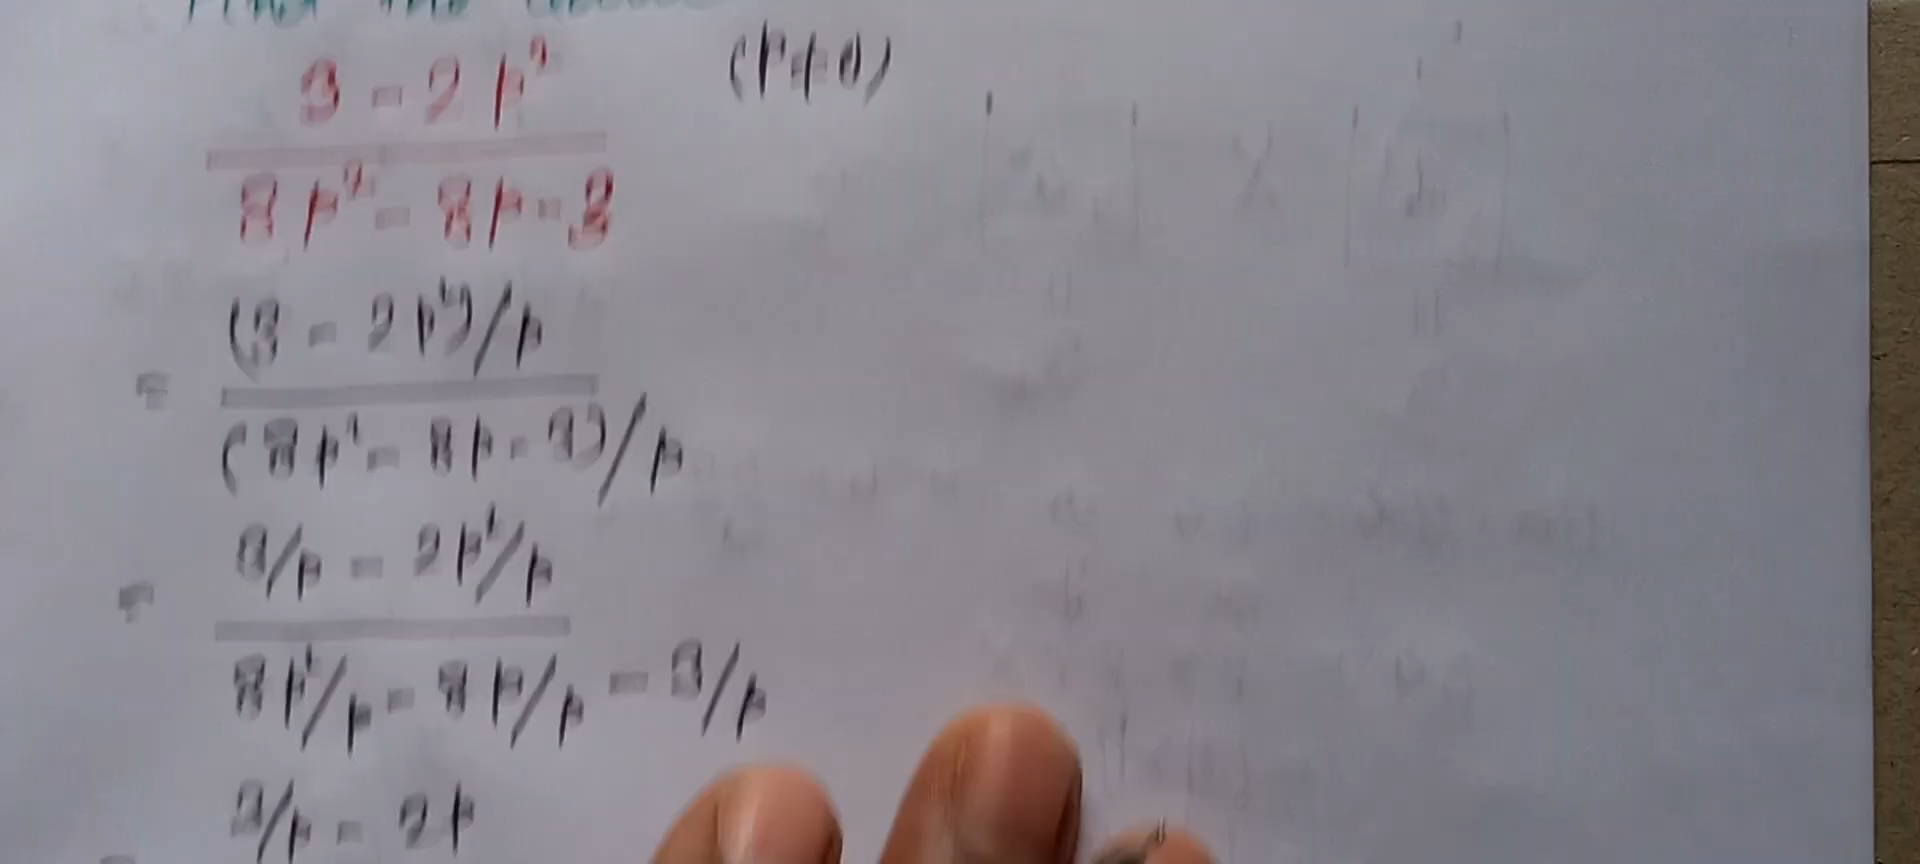 3 - 2p² (P≠0)
8p² - 8p - 3
= (3 - 2p²)/p
(8p² - 8p - 3)/p
= 3/p - 2p²/p
8p²/p - 8p/p - 3/p
3/p - 2p